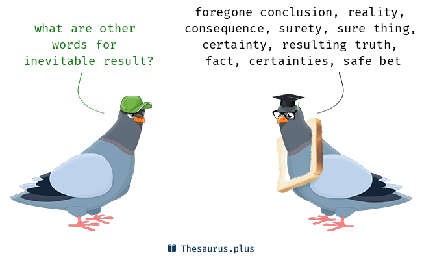 what are other
words for
inevitable result?
foregone conclusion, reality,
consequence, surety, sure thing,
certainty, resulting truth,
fact, certainties, safe bet
Thesaurus.plus